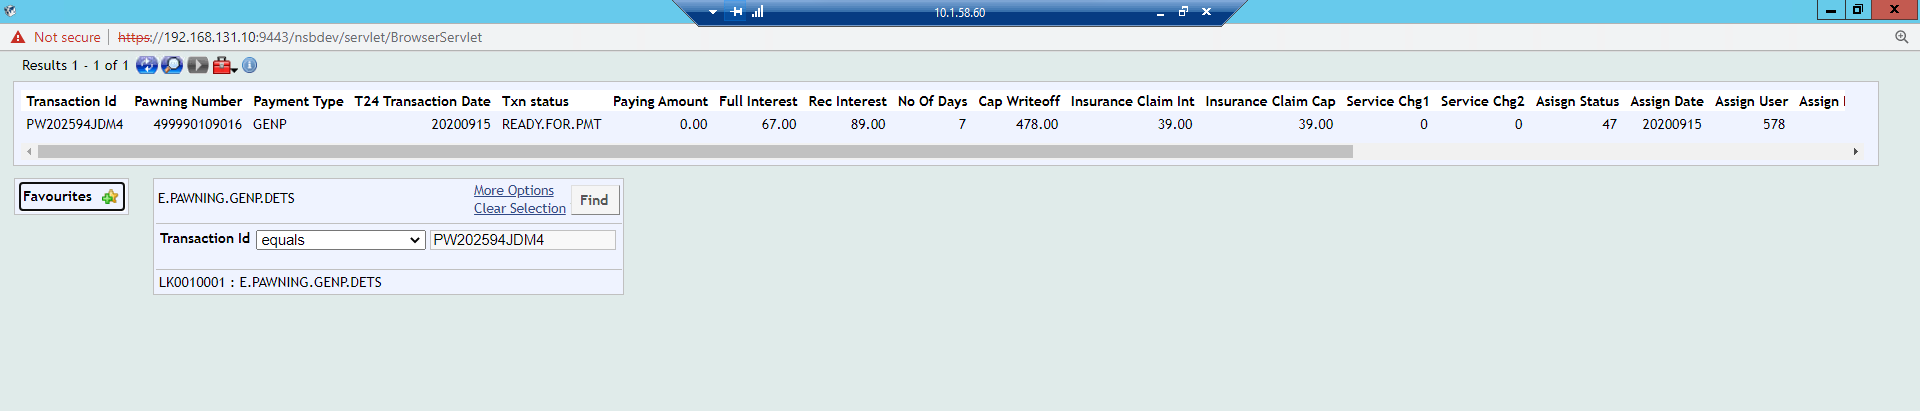 10.1.58.60
Not secure https://192.168.131.10:9443/nsbdev/servlet/BrowserServlet
Results 1 - 1 of 1
Transaction Id Pawning Number Payment Type T24 Transaction Date Txn status Paying Amount Full Interest Rec Interest No Of Days Cap Writeoff Insurance Claim Int Insurance Claim Cap Service Chg1 Service Chg2 Asisgn Status Assign Date Assign User Assign
PW202594JDM4 499990109016 GENP 20200915 READY.FOR.PMT 0.00 67.00 89.00 7 478.00 39.00 39.00 0 0 47 20200915 578
Favourites
E.PAWNING.GENP.DETS
More Options
Clear Selection
Find
Transaction Id equals PW202594JDM4
LK0010001 : E.PAWNING.GENP.DETS